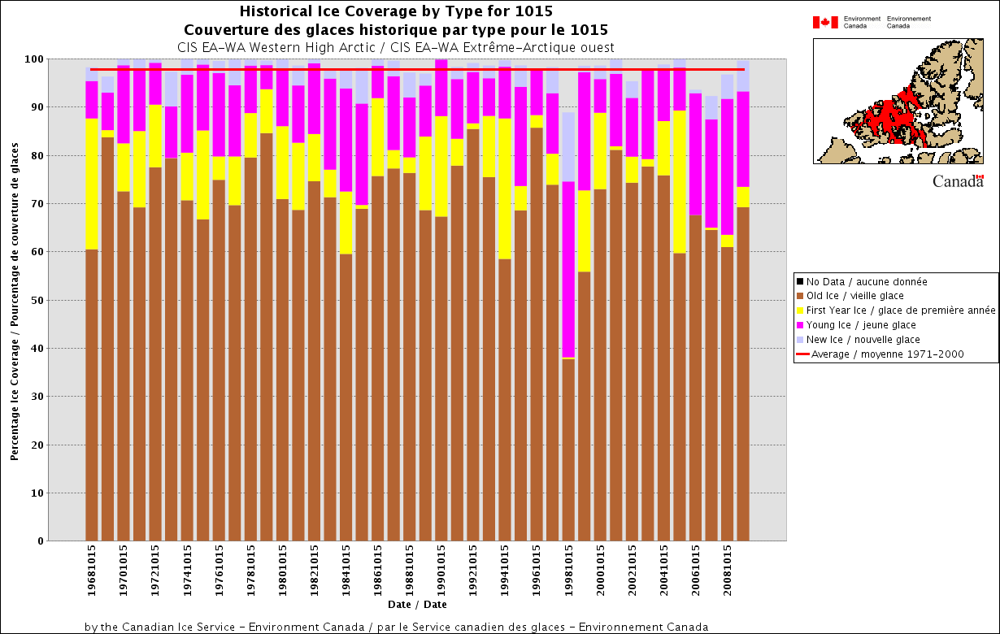 Historical Ice Coverage by Type for 1015
Couverture des glaces historique par type pour le 1015
CIS EA-WA Western High Arctic / CIS EA-WA Extrême-Arctique ouest
Environment Canada
Environnement Canada
Canada
Percentage Ice Coverage / Pourcentage de couverture de glaces
100
90
80
70
60
50
40
30
20
10
0
No Data / aucune donnée
Old Ice / vieille glace
First Year Ice / glace de première année
Young Ice / jeune glace
New Ice / nouvelle glace
Average / moyenne 1971-2000
19681015
19701015
19721015
19741015
19761015
19781015
19801015
19821015
19841015
19861015
19881015
19901015
19921015
19941015
19961015
19981015
20001015
20021015
20041015
20061015
20081015
Date / Date
by the Canadian Ice Service - Environment Canada / par le Service canadien des glaces - Environnement Canada